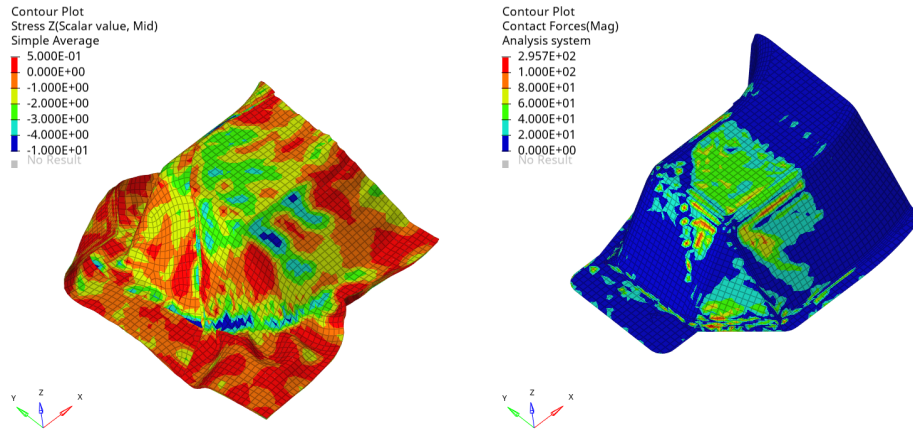 Contour Plot
Stress Z(Scalar value, Mid)
Simple Average
5.000E-01
0.000E+00
-1.000E+00
-2.000E+00
-3.000E+00
-4.000E+00
-1.000E+01
No Result
Y
Z
X
Contour Plot
Contact Forces(Mag)
Analysis system
2.957E+02
1.000E+02
8.000E+01
6.000E+01
4.000E+01
2.000E+01
0.000E+00
No Result
Y
Z
X